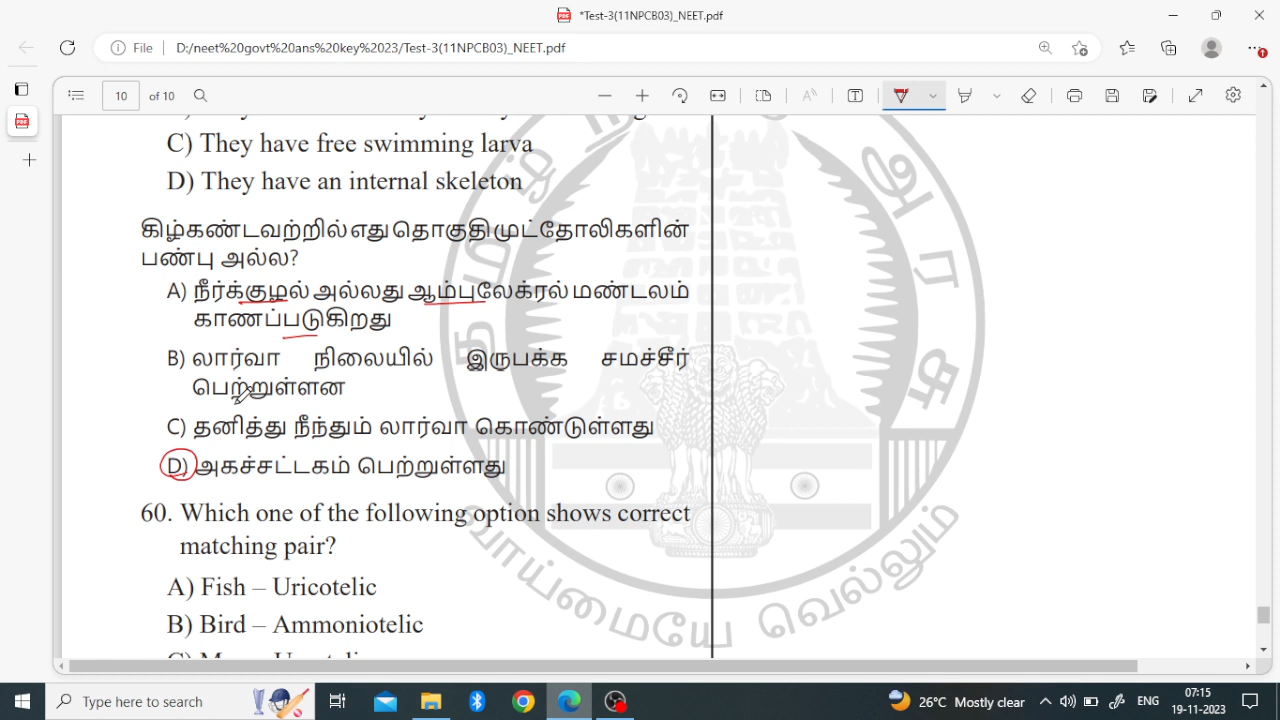 *Test-3(11NPCB03)_NEET.pdf
File
D:/neet%20govt%20ans%20key%202023/Test-3(11NPCB03)_NEET.pdf
10 of 10
C) They have free swimming larva
D) They have an internal skeleton
கிழ்கண்டவற்றில் எது தொகுதி முட்தோலிகளின்
பண்பு அல்ல?
A) நீர்க்குழல் அல்லது ஆம்புலேக்ரல் மண்டலம்
காணப்படுகிறது
B) லார்வா நிலையில் இருபக்க சமச்சீர்
பெற்றுள்ளன
C) தனித்து நீந்தும் லார்வா கொண்டுள்ளது
D) அகச்சட்டகம் பெற்றுள்ளது
60. Which one of the following option shows correct
matching pair?
A) Fish – Uricotelic
B) Bird – Ammoniotelic
வாய்மையே வெல்லும்
Type here to search
26°C Mostly clear
ENG
07:15
19-11-2023